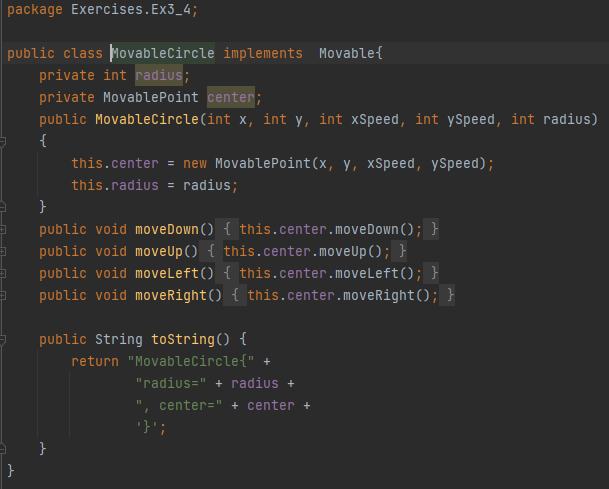 package Exercises.Ex3_4;
public class MovableCircle implements  Movable{
    private int radius;
    private MovablePoint center;
    public MovableCircle(int x, int y, int xSpeed, int ySpeed, int radius)
    {
        this.center = new MovablePoint(x, y, xSpeed, ySpeed);
        this.radius = radius;
    }
    public void moveDown() { this.center.moveDown(); }
    public void moveUp() { this.center.moveUp(); }
    public void moveLeft() { this.center.moveLeft(); }
    public void moveRight() { this.center.moveRight(); }
    public String toString() {
        return "MovableCircle{" +
                "radius=" + radius +
                ", center=" + center +
                '}';
    }
}